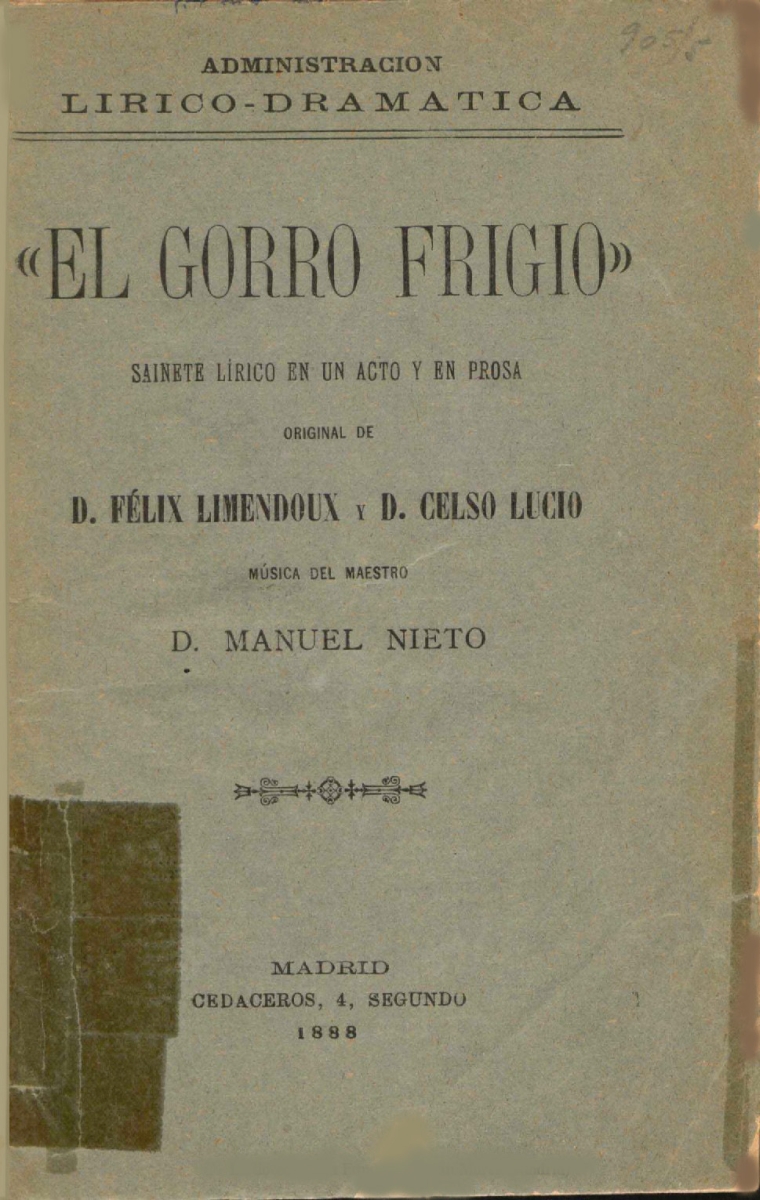 ADMINISTRACION
LIRICO-DRAMATICA
«EL GORRO FRIGIO»
SAINETE LÍRICO EN UN ACTO Y EN PROSA
ORIGINAL DE
D. FÉLIX LIMENDOUX Y D. CELSO LUCIO
MÚSICA DEL MAESTRO
D. MANUEL NIETO
MADRID
CEDACEROS, 4, SEGUNDO
1888